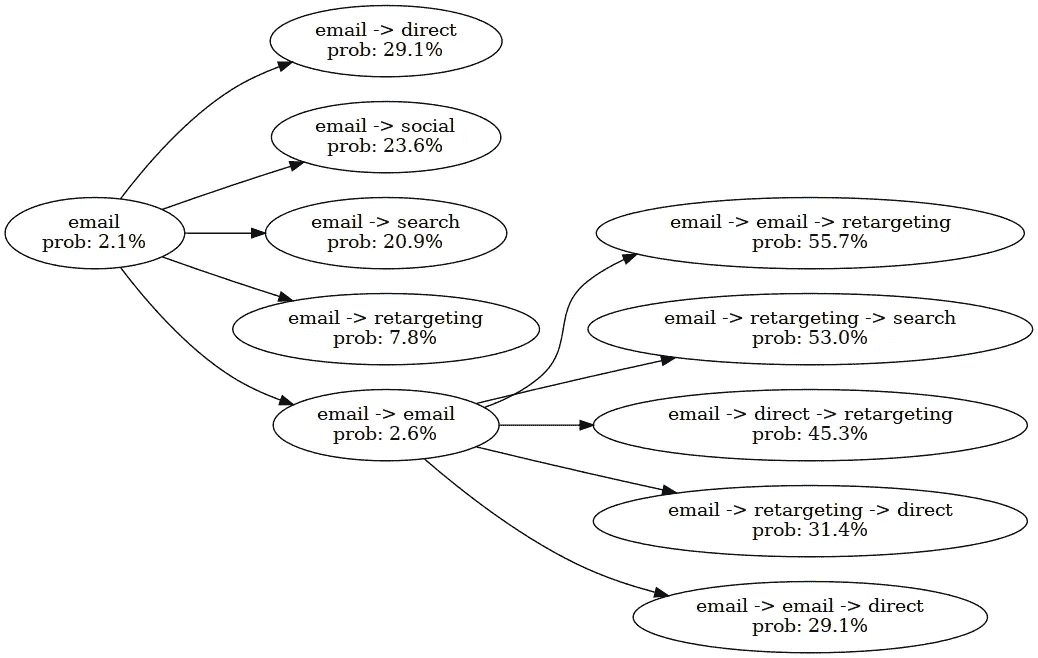 email -> direct
prob: 29.1%
email -> social
prob: 23.6%
email
prob: 2.1%
email -> search
prob: 20.9%
email -> retargeting
prob: 7.8%
email -> email
prob: 2.6%
email -> email -> retargeting
prob: 55.7%
email -> retargeting -> search
prob: 53.0%
email -> direct -> retargeting
prob: 45.3%
email -> retargeting -> direct
prob: 31.4%
email -> email -> direct
prob: 29.1%